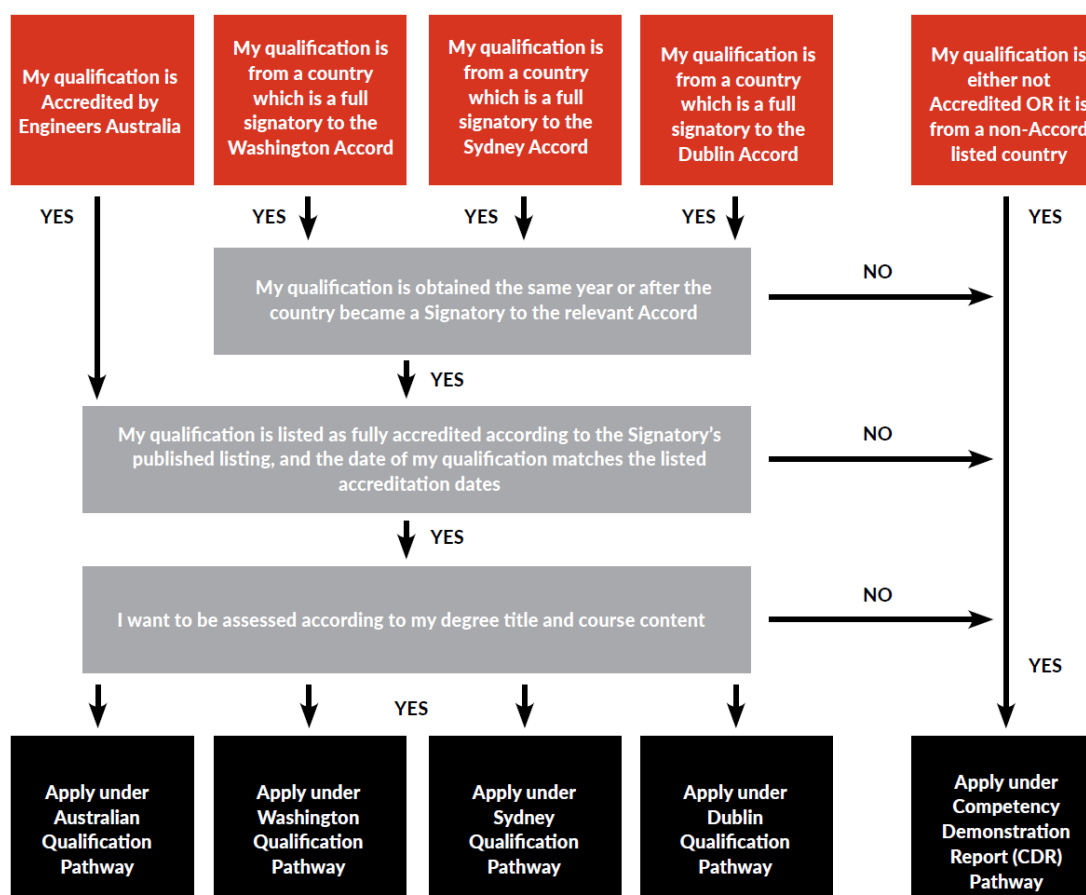 My qualification is
Accredited by
Engineers Australia
My qualification is
from a country
which is a full
signatory to the
Washington Accord
My qualification is
from a country
which is a full
signatory to the
Sydney Accord
My qualification is
from a country
which is a full
signatory to the
Dublin Accord
My qualification is
either not
Accredited OR it is
from a non-Accord
listed country
YES
YES
YES
YES
YES
My qualification is obtained the same year or after the
country became a Signatory to the relevant Accord
NO
YES
My qualification is listed as fully accredited according to the Signatory's
published listing, and the date of my qualification matches the listed
accreditation dates
NO
YES
I want to be assessed according to my degree title and course content
NO
YES
YES
Apply under
Australian
Qualification
Pathway
Apply under
Washington
Qualification
Pathway
Apply under
Sydney
Qualification
Pathway
Apply under
Dublin
Qualification
Pathway
Apply under
Competency
Demonstration
Report (CDR)
Pathway